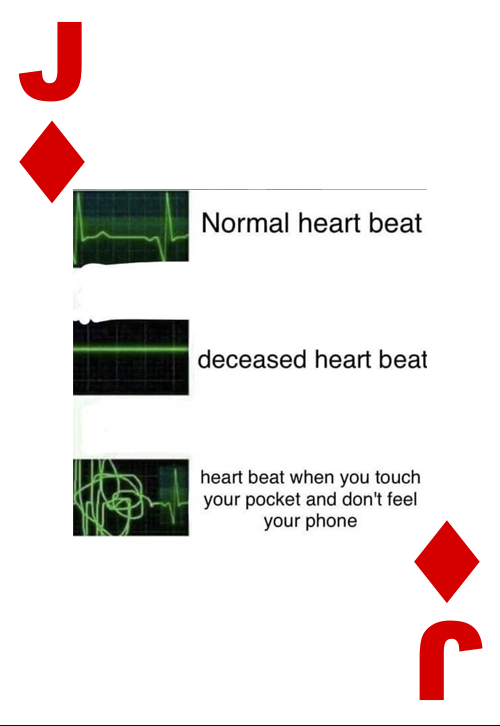 J
Normal heart beat
deceased heart beat
heart beat when you touch
your pocket and don't feel
your phone
J